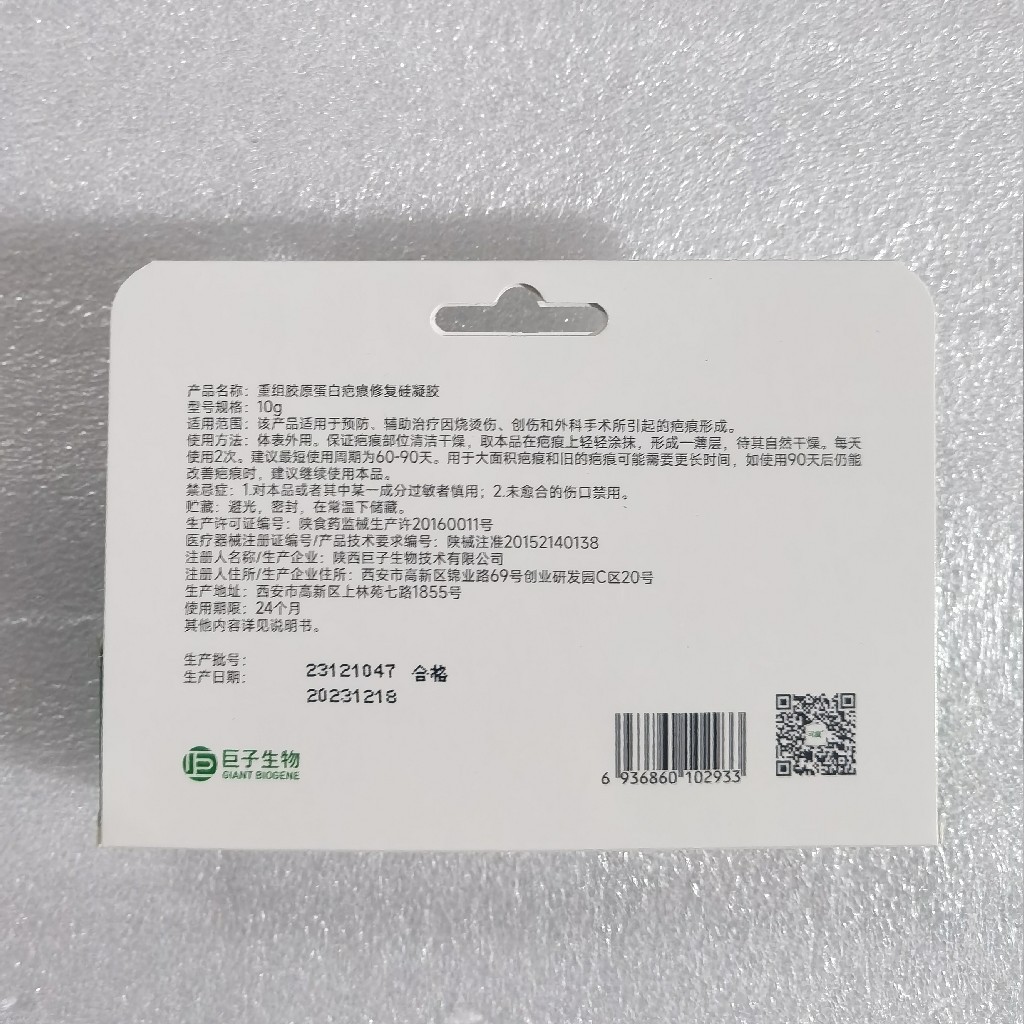 产品名称：重组胶原蛋白疤痕修复硅凝胶
型号规格：10g
适用范围：该产品适用于预防、辅助治疗因烧烫伤、创伤和外科手术所引起的疤痕形成。
使用方法：体表外用。保证疤痕部位清洁干燥，取本品在疤痕上轻轻涂抹，形成一薄层，待其自然干燥。每天
使用2次。建议最短使用周期为60-90天。用于大面积疤痕和旧的疤痕可能需要更长时间，如使用90天后仍能
改善疤痕时，建议继续使用本品。
禁忌症：1.对本品或者其中某一成分过敏者慎用；2.未愈合的伤口禁用。
贮藏：避光，密封，在常温下储藏。
生产许可证编号：陕食药监械生产许20160011号
医疗器械注册证编号/产品技术要求编号：陕械注准20152140138
注册人名称/生产企业：陕西巨子生物技术有限公司
注册人住所/生产企业住所：西安市高新区锦业路69号创业研发园C区20号
生产地址：西安市高新区上林苑七路1855号
使用期限：24个月
其他内容详见说明书。
生产批号：23121047 合格
生产日期：20231218
巨子生物
GIANT BIOGENE
6 936860 102933